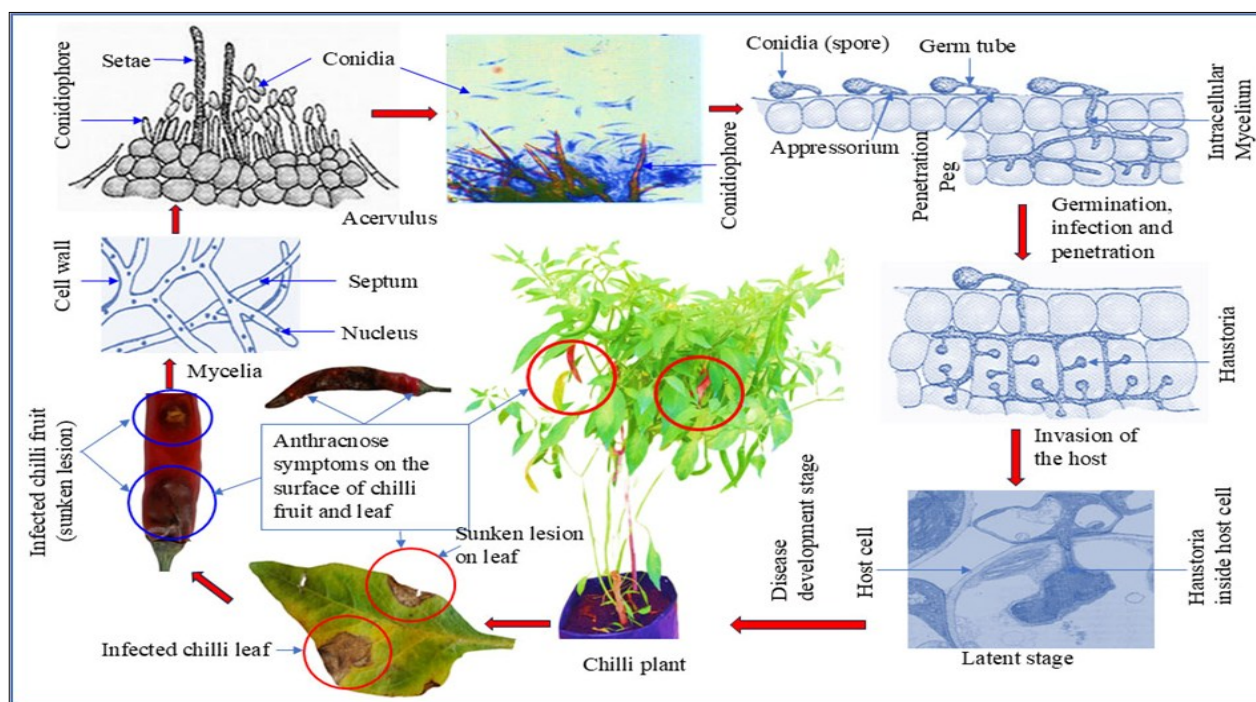 Conidiophore
Setae
Conidia
Acervulus
Conidiophore
Conidia (spore)
Germ tube
Appressorium
Penetration
Peg
Intracellular
Mycelium
Germination,
infection and
penetration
Cell wall
Septum
Nucleus
Mycelia
Haustoria
Invasion of
the host
Infected chilli fruit
(sunken lesion)
Anthracnose
symptoms on the
surface of chilli
fruit and leaf
Sunken lesion
on leaf
Infected chilli leaf
Chilli plant
Disease
development stage
Host cell
Haustoria
inside host cell
Latent stage